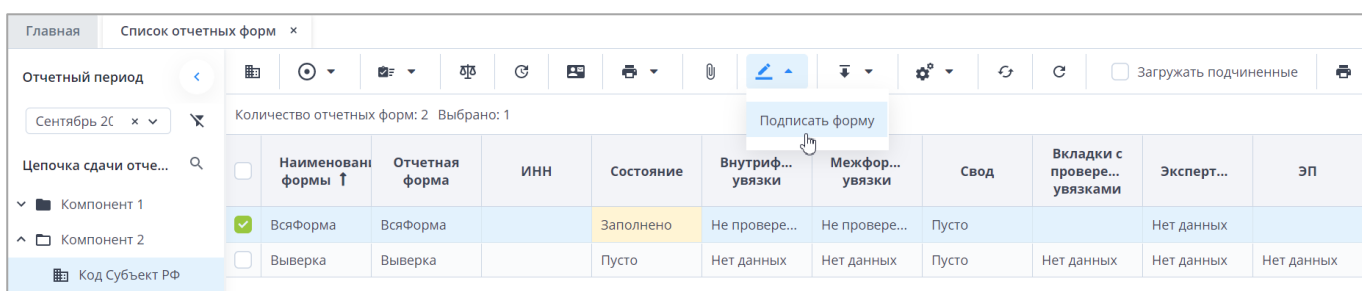 Главная Список отчетных форм ×
Отчетный период
Загружать подчиненные
Сентябрь 20 ×
Количество отчетных форм: 2 Выбрано: 1
Подписать форму
Цепочка сдачи отче...
Наименовани формы ↑ Отчетная форма ИНН Состояние Внутриф... увязки Межфор... увязки Свод Вкладки с провере... увязками Эксперт... ЭП
Компонент 1
ВсяФорма ВсяФорма Заполнено Не провере... Не провере... Пусто Нет данных
Компонент 2
Выверка Выверка Пусто Нет данных Нет данных Пусто Нет данных Нет данных Нет данных
Код Субъект РФ